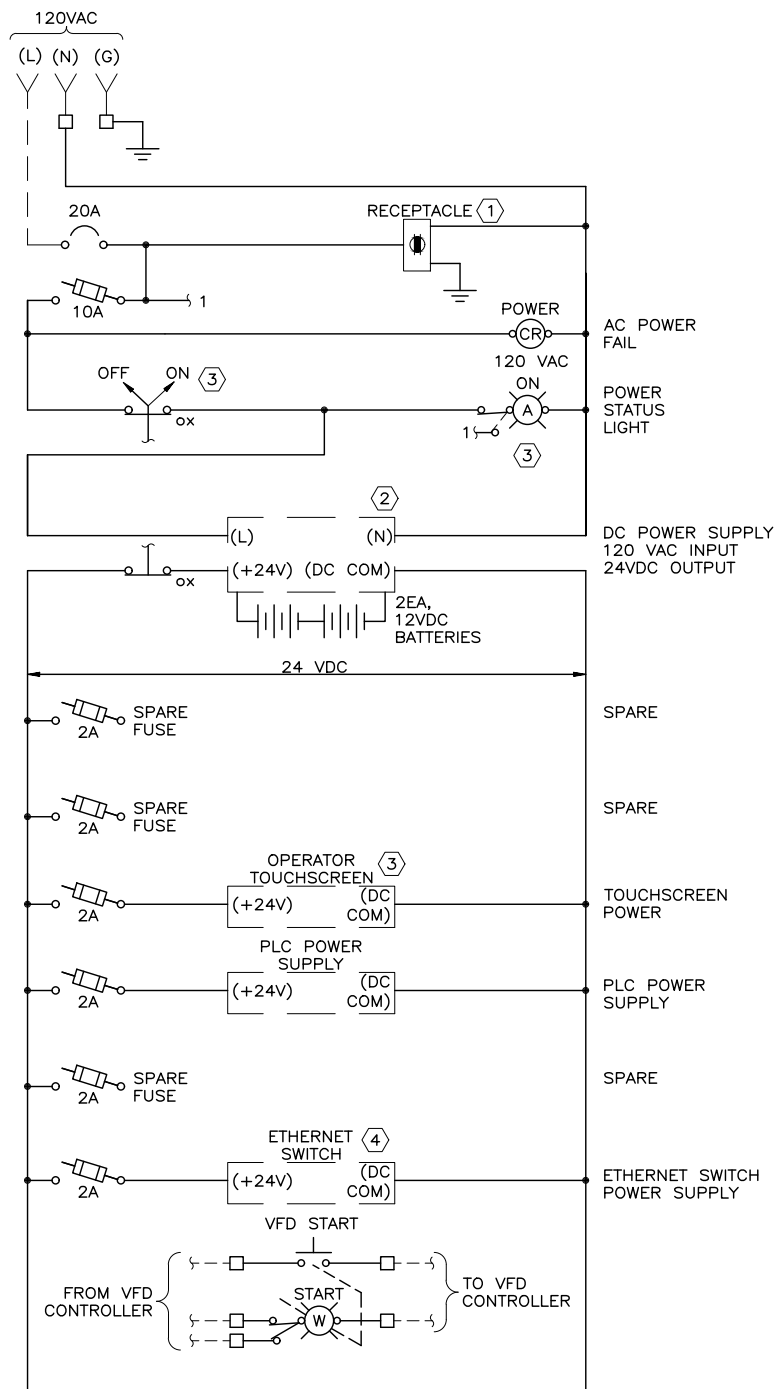 120VAC
(L) (N) (G)
20A
RECEPTACLE 1
10A
1
POWER
CR
120 VAC
AC POWER
FAIL
OFF ON 3
OX
ON
A
1
3
POWER
STATUS
LIGHT
2
(L) (N)
(+24V) (DC COM)
OX
DC POWER SUPPLY
120 VAC INPUT
24VDC OUTPUT
2EA,
12VDC
BATTERIES
24 VDC
2A
SPARE
FUSE
SPARE
2A
SPARE
FUSE
SPARE
OPERATOR
TOUCHSCREEN
3
2A
(+24V) (DC
COM)
TOUCHSCREEN
POWER
PLC POWER
SUPPLY
2A
(+24V) (DC
COM)
PLC POWER
SUPPLY
2A
SPARE
FUSE
SPARE
ETHERNET
SWITCH
4
2A
(+24V) (DC
COM)
ETHERNET SWITCH
POWER SUPPLY
VFD START
FROM VFD
CONTROLLER
START
W
TO VFD
CONTROLLER